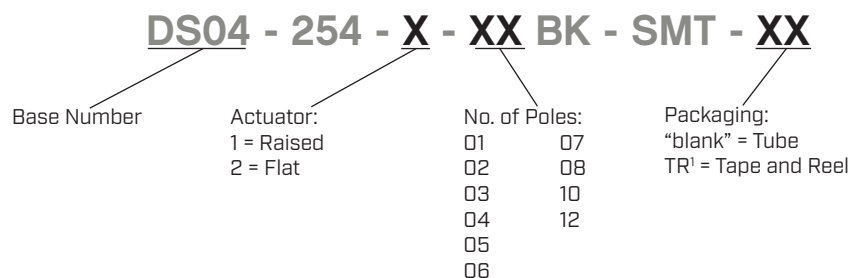 DS04 - 254 - X - XX BK - SMT - XX
Base Number
Actuator:
1 = Raised
2 = Flat
No. of Poles:
01 07
02 08
03 10
04 12
05
06
Packaging:
“blank” = Tube
TR¹ = Tape and Reel